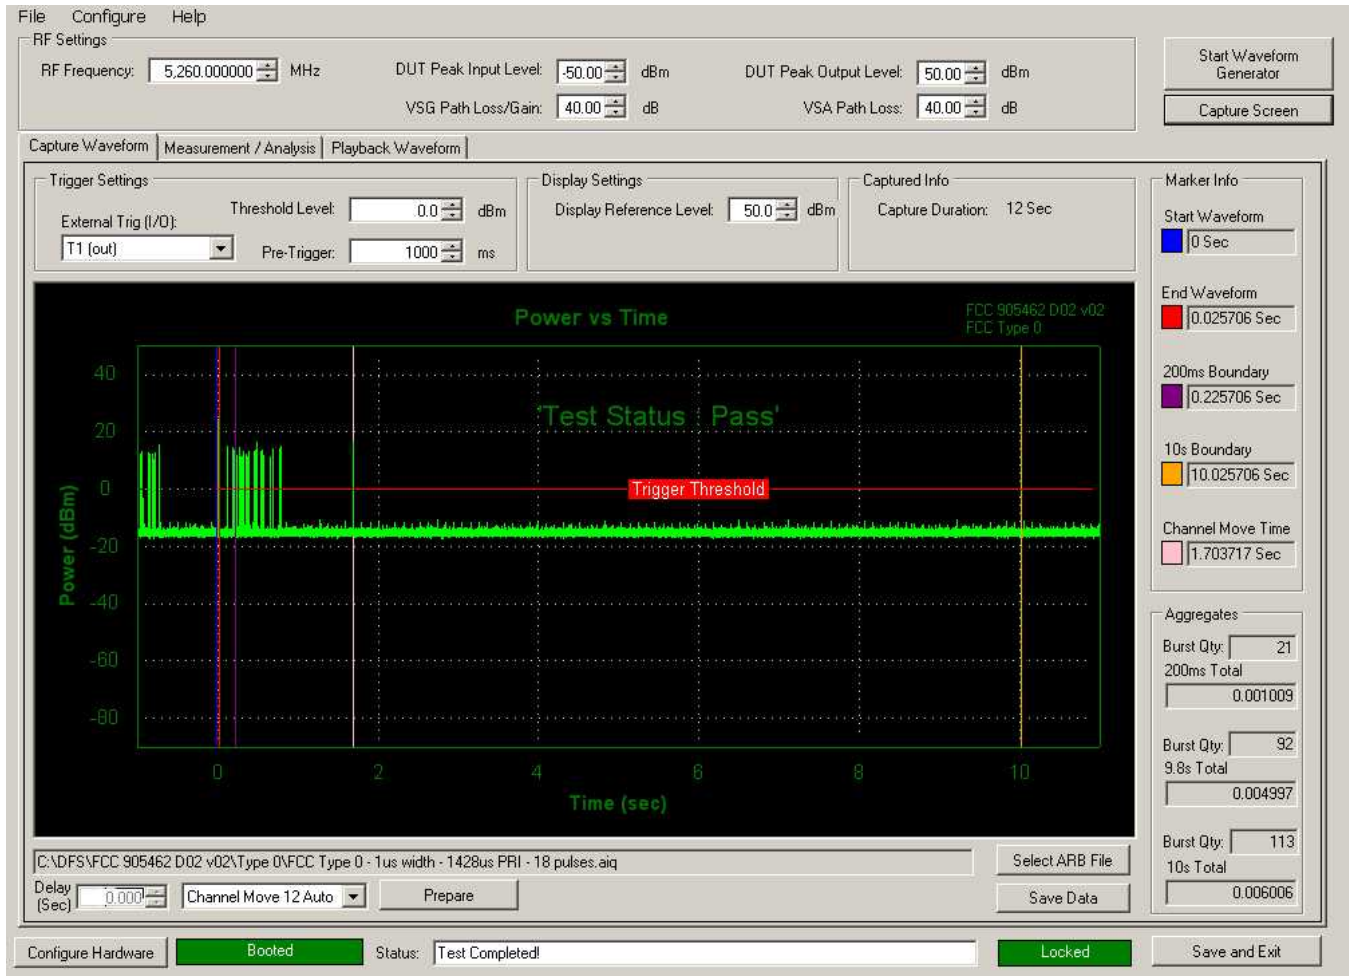 File Configure Help
RF Settings
RF Frequency: 5,260.000000 MHz
DUT Peak Input Level: -50.00 dBm
DUT Peak Output Level: 50.00 dBm
VSG Path Loss/Gain: 40.00 dB
VSA Path Loss: 40.00 dB
Start Waveform
Generator
Capture Screen
Capture Waveform Measurement / Analysis Playback Waveform
Trigger Settings
External Trig (I/O):
T1 (out)
Threshold Level: 0.0 dBm
Pre-Trigger: 1000 ms
Display Settings
Display Reference Level: 50.0 dBm
Captured Info
Capture Duration: 12 Sec
Marker Info
Start Waveform
0 Sec
End Waveform
0.025706 Sec
200ms Boundary
0.225706 Sec
10s Boundary
10.025706 Sec
Channel Move Time
1.703717 Sec
Power vs Time
FCC 905462 D02 v02
FCC Type 0
'Test Status : Pass'
Trigger Threshold
Power (dBm)
40
20
0
-20
-40
-60
-80
0 2 4 6 8 10
Time (sec)
Aggregates
Burst Qty: 21
200ms Total
0.001009
Burst Qty: 92
9.8s Total
0.004997
Burst Qty: 113
10s Total
0.006006
C:\DFS\FCC 905462 D02 v02\Type 0\FCC Type 0 - 1us width - 1428us PRI - 18 pulses.aiq
Select ARB File
Delay
(Sec) 0.000 Channel Move 12 Auto Prepare
Save Data
Configure Hardware Booted Status: Test Completed! Locked Save and Exit